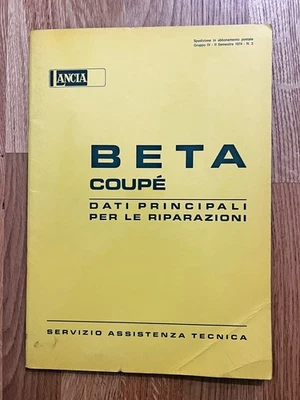 Spedizione in abbonamento postale
Gruppo IV - II Semestre 1974 - N. 2
LANCIA
BETA
COUPÉ
DATI PRINCIPALI
PER LE RIPARAZIONI
SERVIZIO ASSISTENZA TECNICA